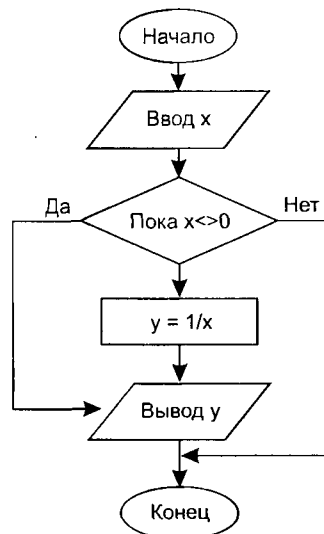 Начало
Ввод x
Да
Пока x<>0
Нет
y = 1/x
Вывод y
Конец